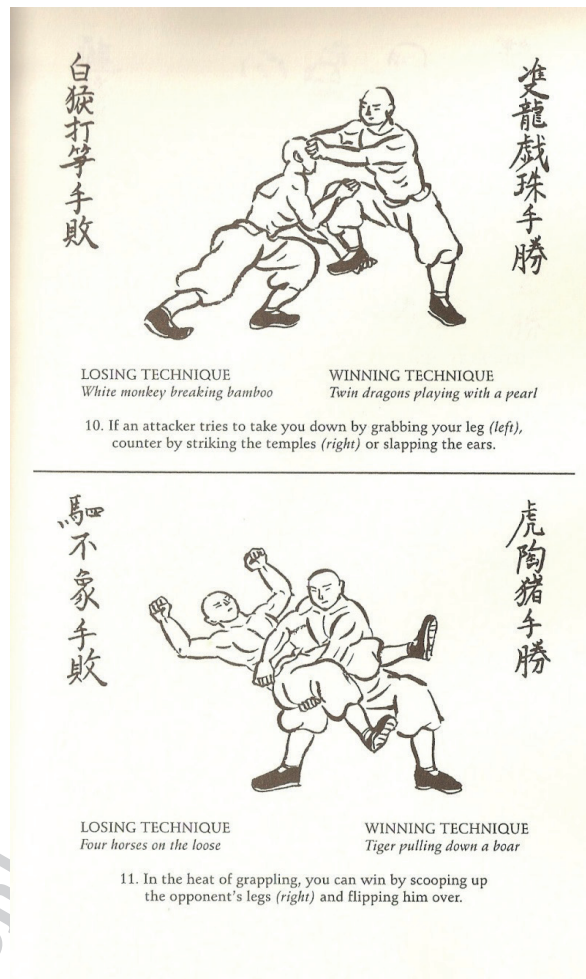 白猿打笋手敗
雙龍戯珠手勝
LOSING TECHNIQUE
White monkey breaking bamboo
WINNING TECHNIQUE
Twin dragons playing with a pearl
10. If an attacker tries to take you down by grabbing your leg (left),
counter by striking the temples (right) or slapping the ears.
不象手敗
虎陶猪手勝
LOSING TECHNIQUE
Four horses on the loose
WINNING TECHNIQUE
Tiger pulling down a boar
11. In the heat of grappling, you can win by scooping up
the opponent's legs (right) and flipping him over.